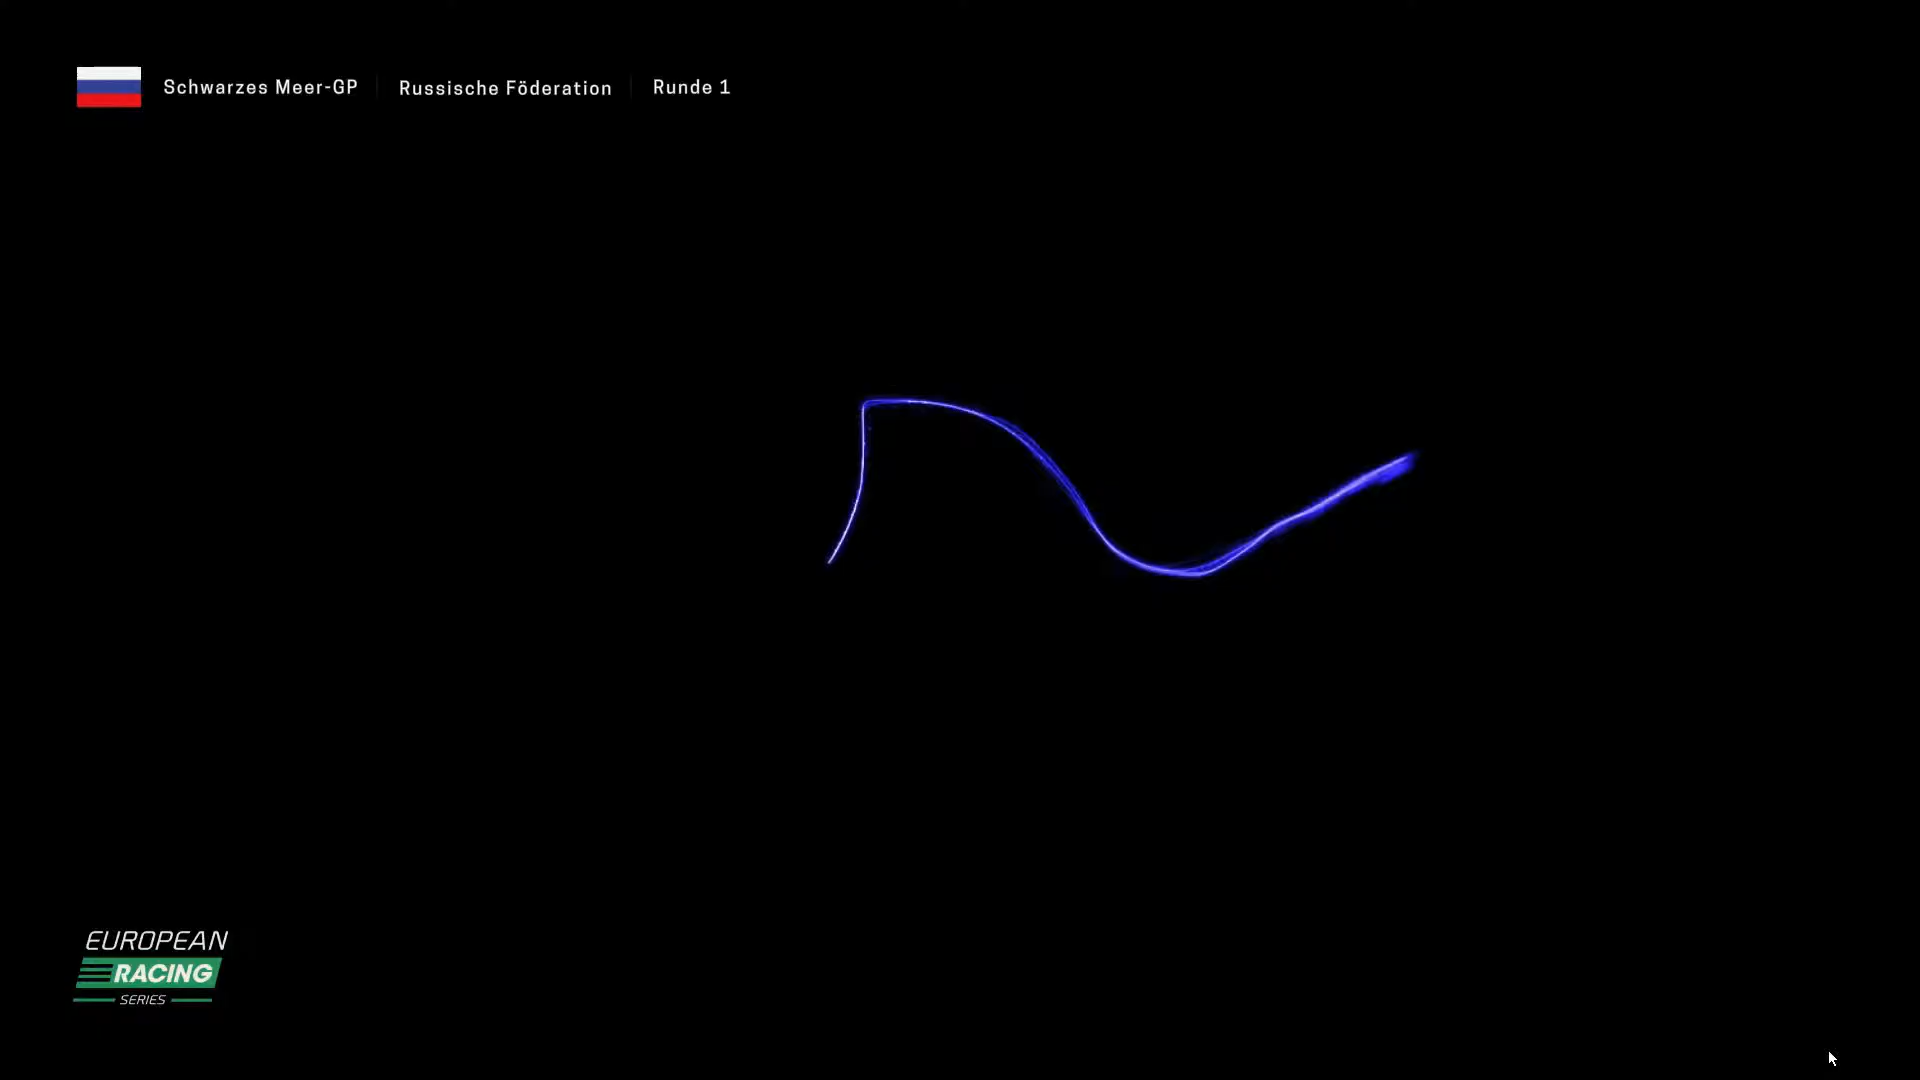 Schwarzes Meer-GP
Russische Föderation
Runde 1
EUROPEAN
RACING
SERIES